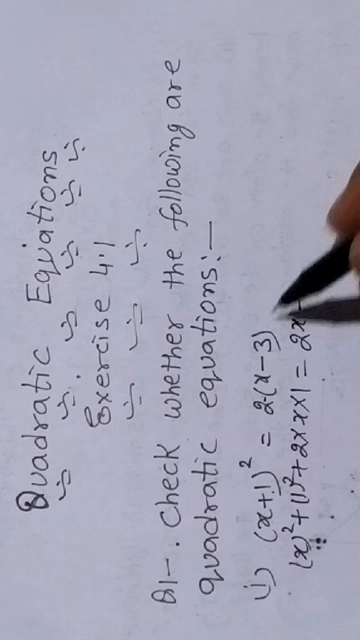 Quadratic Equations
Exercise 4.1
Q1-. Check whether the following are
quadratic equations:-
(i) (x+1)² = 2(x-3)
(x)²+(1)²+2×x×1 = 2x-